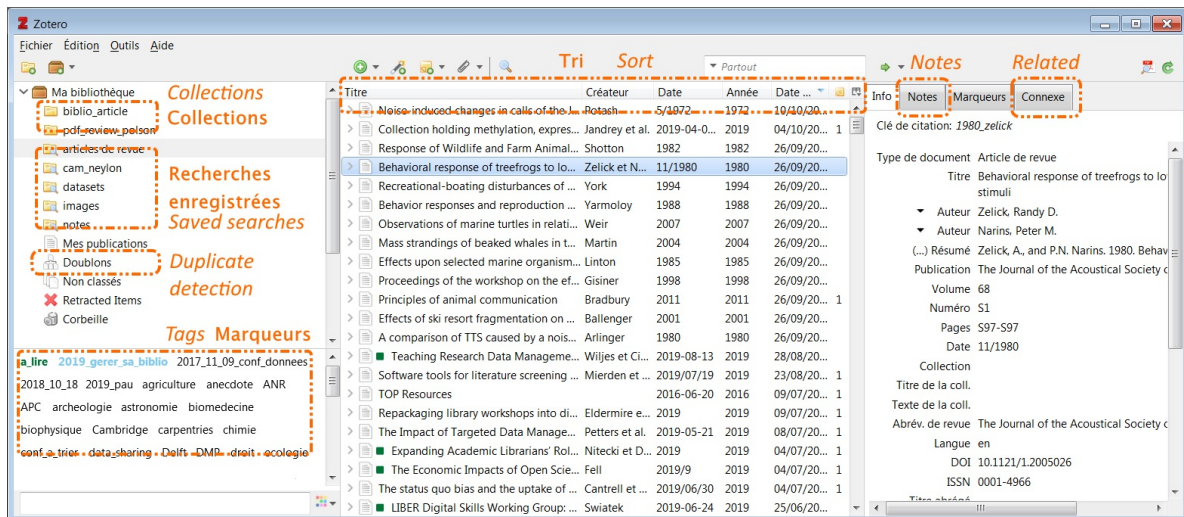 Zotero
Fichier Édition Outils Aide
Tri Sort
Partout
Notes Related
Ma bibliothèque
biblio_article
pdf_review_polson
articles de revue
cam_neylon
datasets
images
notes
Mes publications
Doublons
Non classés
Retracted Items
Corbeille
Collections
Collections
Recherches
enregistrées
Saved searches
Duplicate
detection
Tags Marqueurs
a_lire 2019_gerer_sa_biblio 2017_11_09_conf_donnees
2018_10_18 2019_pau agriculture anecdote ANR
APC archeologie astronomie biomedecine
biophysique Cambridge carpentries chimie
conf_a_trier data_sharing Delft DMP droit ecologie
Titre Créateur Date Année Date ...
Noise-induced changes in calls of the Potash 5/1972 1972 10/10/20...
Collection holding methylation, expres... Jandrey et al. 2019-04-0... 2019 04/10/20... 1
Response of Wildlife and Farm Animal... Shotton 1982 1982 26/09/20...
Behavioral response of treefrogs to lo... Zelick et N... 11/1980 1980 26/09/20...
Recreational-boating disturbances of ... York 1994 1994 26/09/20...
Behavior responses and reproduction ... Yarmoloy 1988 1988 26/09/20...
Observations of marine turtles in relati... Weir 2007 2007 26/09/20...
Mass strandings of beaked whales in t... Martin 2004 2004 26/09/20...
Effects upon selected marine organism... Linton 1985 1985 26/09/20...
Proceedings of the workshop on the ef... Gisiner 1998 1998 26/09/20...
Principles of animal communication Bradbury 2011 2011 26/09/20... 1
Effects of ski resort fragmentation on ... Ballenger 2001 2001 26/09/20...
A comparison of TTS caused by a nois... Arlinger 1980 1980 26/09/20...
Teaching Research Data Manageme... Wiljes et Ci... 2019-08-13 2019 28/08/20...
Software tools for literature screening ... Mierden et ... 2019/07/19 2019 23/08/20... 1
TOP Resources 2016-06-20 2016 09/07/20... 1
Repackaging library workshops into di... Eldermire e... 2019 2019 09/07/20... 1
The Impact of Targeted Data Manage... Petters et al. 2019-05-21 2019 08/07/20... 1
Expanding Academic Librarians' Rol... Nitecki et D... 2019 2019 04/07/20... 1
The Economic Impacts of Open Scie... Fell 2019/9 2019 04/07/20... 1
The status quo bias and the uptake of ... Cantrell et ... 2019/06/30 2019 04/07/20... 1
LIBER Digital Skills Working Group: ... Swiatek 2019-06-24 2019 25/06/20...
Info Notes Marqueurs Connexe
Clé de citation: 1980_zelick
Type de document Article de revue
Titre Behavioral response of treefrogs to lo
stimuli
Auteur Zelick, Randy D.
Auteur Narins, Peter M.
(...) Résumé Zelick, A., and P.N. Narins. 1980. Behav
Publication The Journal of the Acoustical Society
Volume 68
Numéro S1
Pages S97-S97
Date 11/1980
Collection
Titre de la coll.
Texte de la coll.
Abrév. de revue The Journal of the Acoustical Society
Langue en
DOI 10.1121/1.2005026
ISSN 0001-4966
Titre abrégé